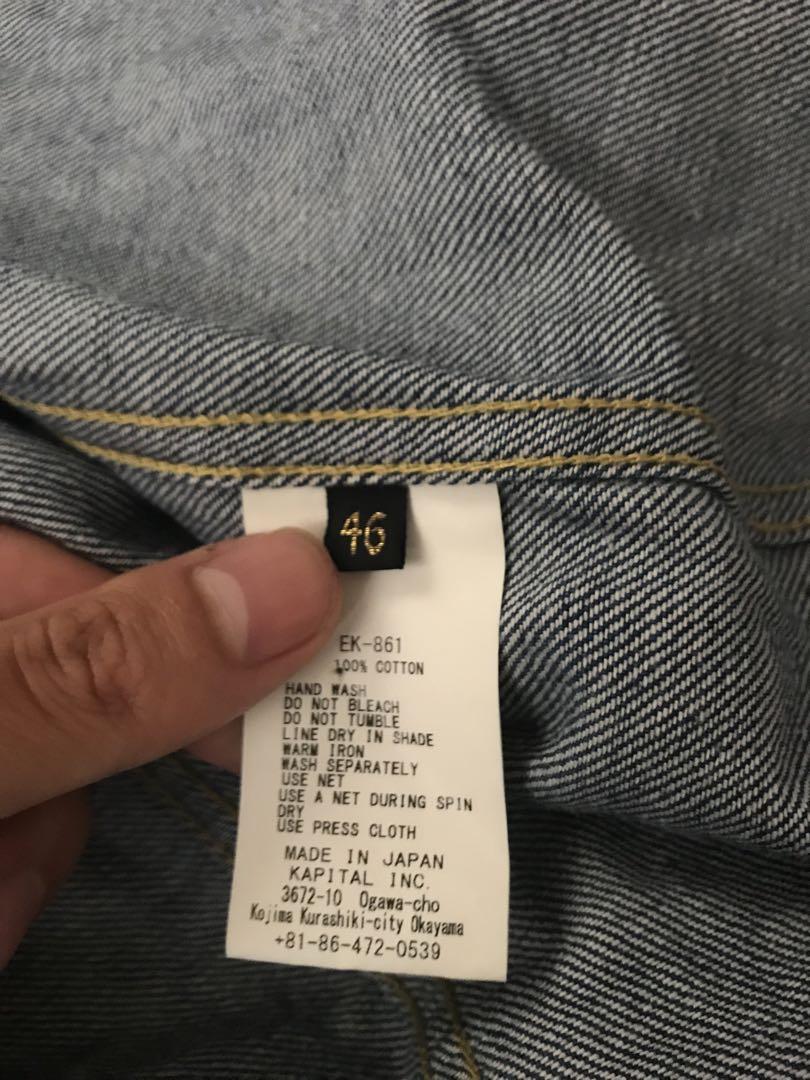 46
EK-861
100% COTTON
HAND WASH
DO NOT BLEACH
DO NOT TUMBLE
LINE DRY IN SHADE
WARM IRON
WASH SEPARATELY
USE NET
USE A NET DURING SPIN
DRY
USE PRESS CLOTH
MADE IN JAPAN
KAPITAL INC.
3672-10 Ogawa-cho
Kojima Kurashiki-city Okayama
+81-86-472-0539